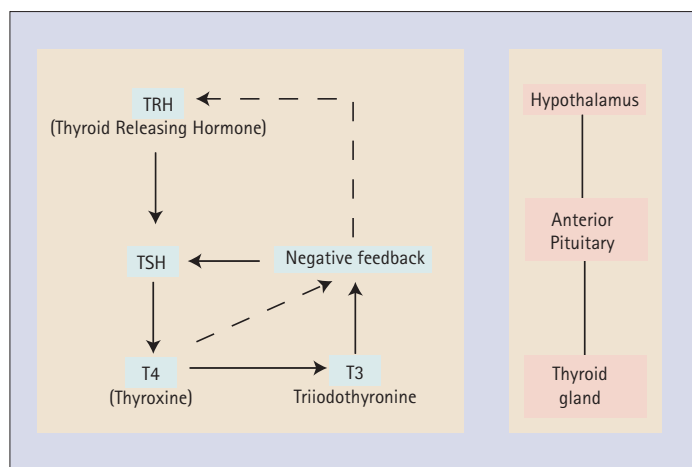 TRH
(Thyroid Releasing Hormone)
TSH
Negative feedback
T4
(Thyroxine)
T3
Triiodothyronine
Hypothalamus
Anterior
Pituitary
Thyroid
gland